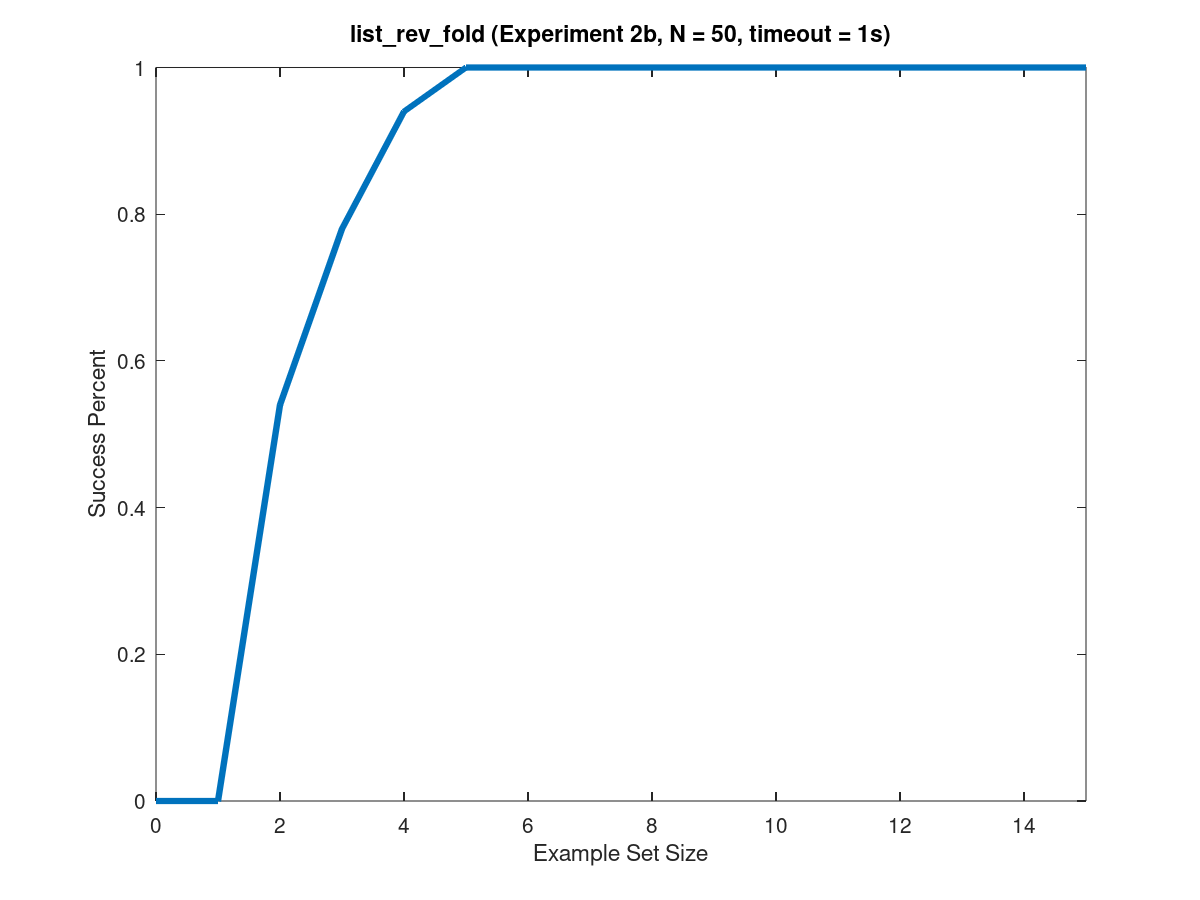 list_rev_fold (Experiment 2b, N = 50, timeout = 1s)
1
0.8
0.6
0.4
0.2
0
Success Percent
0 2 4 6 8 10 12 14
Example Set Size